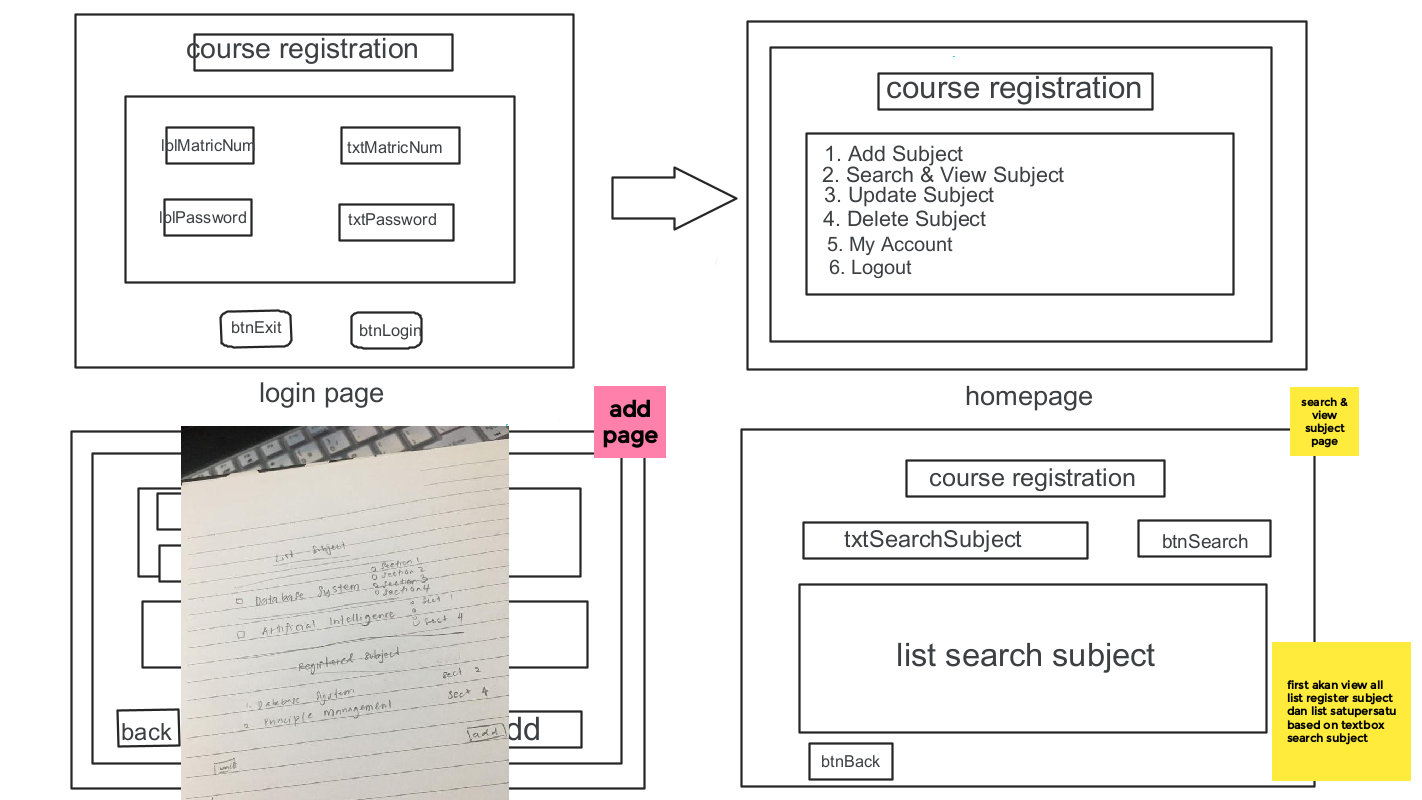 course registration
lblMatricNum
txtMatricNum
lblPassword
txtPassword
btnExit
btnLogin
login page
course registration
1. Add Subject
2. Search & View Subject
3. Update Subject
4. Delete Subject
5. My Account
6. Logout
homepage
add
page
List Subject
Database System
section 1
section 2
section 3
section 4
Artificial Intelligence
sect 1
sect 4
Registered Subject
1. Database System sect 2
2. Principle Management sect 4
add
back
back
dd
search &
view
subject
page
course registration
txtSearchSubject
btnSearch
list search subject
btnBack
first akan view all
list register subject
dan list satupersatu
based on textbox
search subject